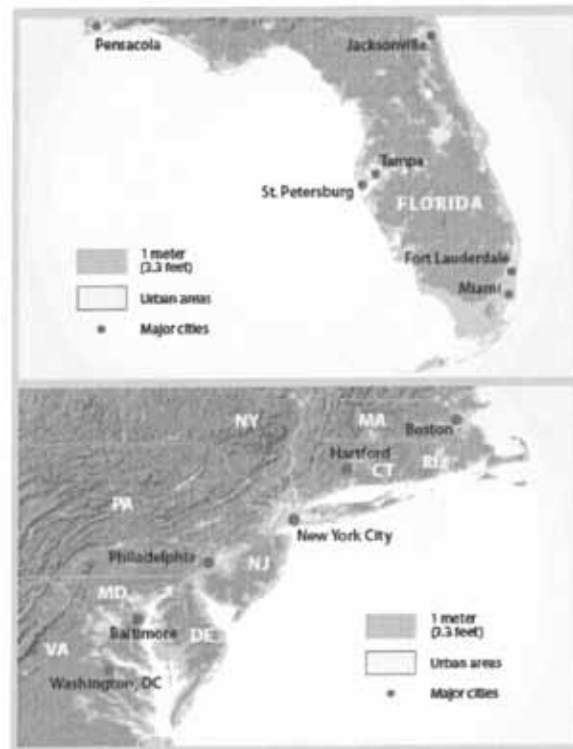 Pensacola
Jacksonville
Tampa
St. Petersburg
FLORIDA
1 meter
(3.3 feet)
Fort Lauderdale
Urban areas
Miami
Major cities
NY
MA
Boston
Hartford
CT
RI
PA
New York City
Philadelphia
NJ
MD
1 meter
(3.3 feet)
Baltimore
DE
VA
Urban areas
Washington, DC
Major cities